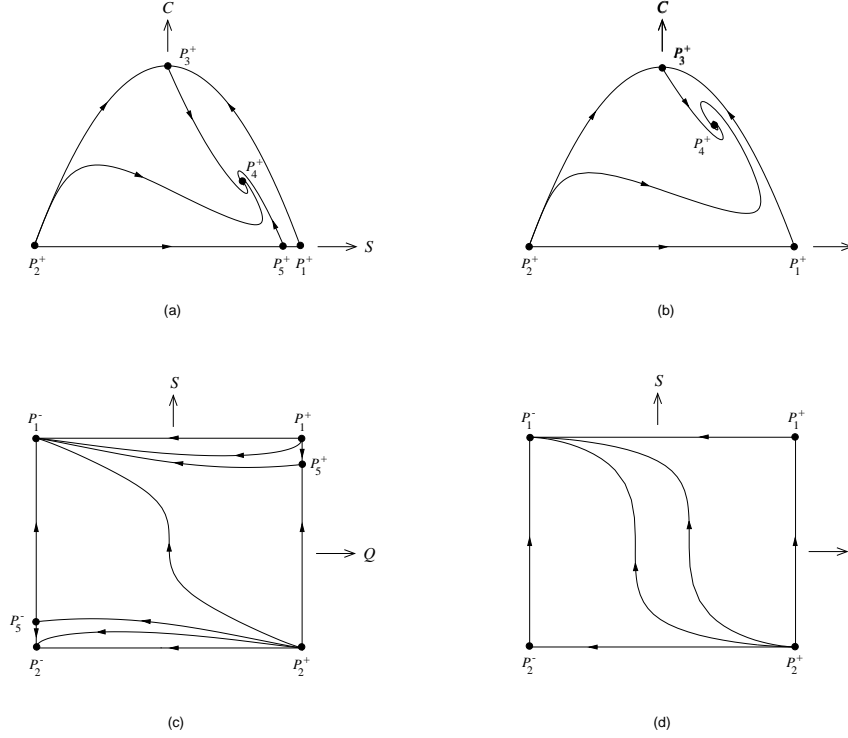 C
C
P₃⁺
P₃⁺
P₄⁺
P₄⁺
S
P₂⁺
P₅⁺
P₁⁺
P₂⁺
P₁⁺
(a)
(b)
S
S
P₁⁻
P₁⁺
P₁⁻
P₁⁺
P₅⁺
Q
P₅⁻
P₂⁻
P₂⁺
P₂⁻
P₂⁺
(c)
(d)